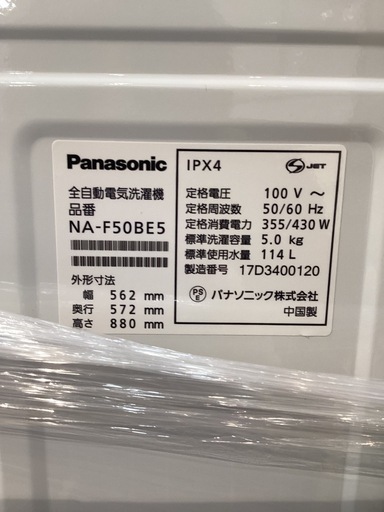 Panasonic
全自動電気洗濯機
品番
NA-F50BE5
外形寸法
幅 562 mm
奥行 572 mm
高さ 880 mm
IPX4
S JET
定格電圧 100 V ～
定格周波数 50/60 Hz
定格消費電力 355/430 W
標準洗濯容量 5.0 kg
標準使用水量 114 L
製造番号 17D3400120
PS E パナソニック株式会社
中国製